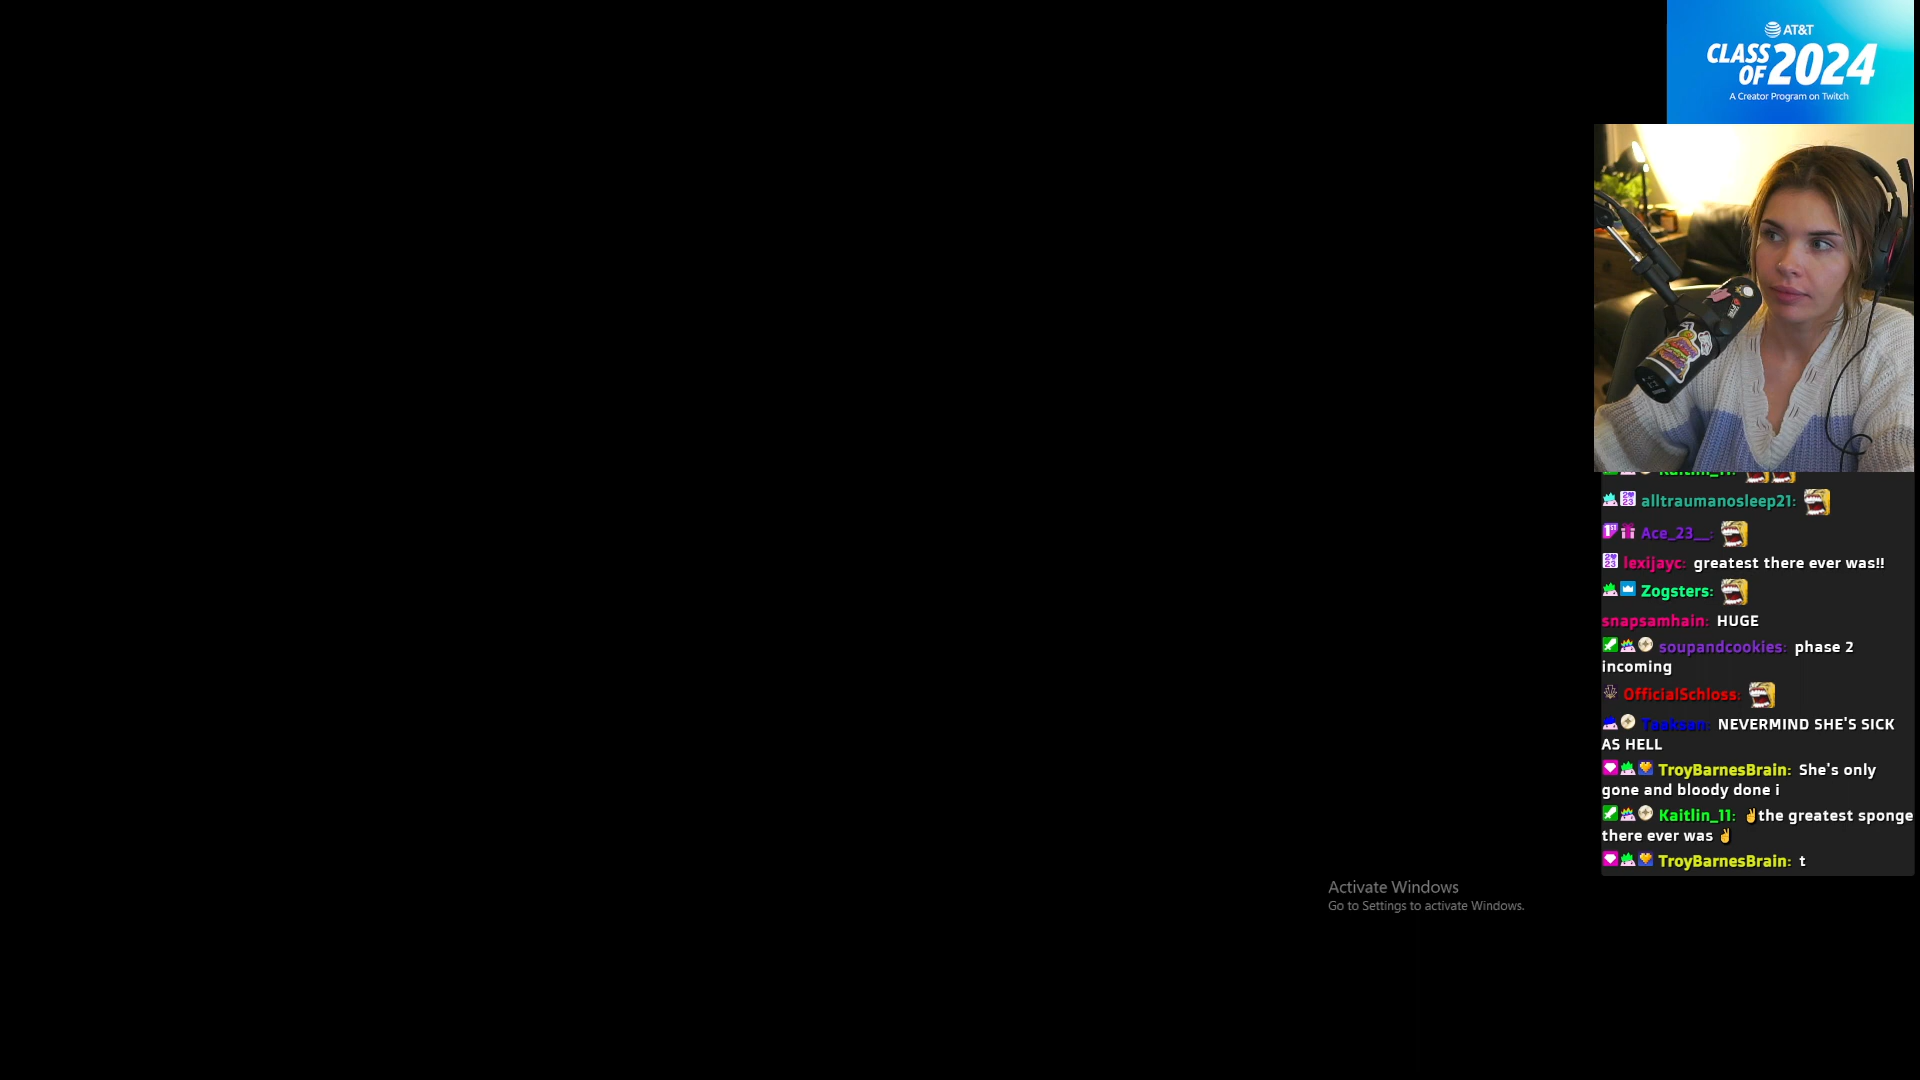 AT&T
CLASS
OF 2024
A Creator Program on Twitch
alltraumanosleep21:
Ace_23__:
lexijayc: greatest there ever was!!
Zogsters:
snapsamhain: HUGE
soupandcookies: phase 2
incoming
OfficialSchloss:
Taaksan: NEVERMIND SHE'S SICK
AS HELL
TroyBarnesBrain: She's only
gone and bloody done i
Kaitlin_11: ✌the greatest sponge
there ever was ✌
TroyBarnesBrain: t
Activate Windows
Go to Settings to activate Windows.